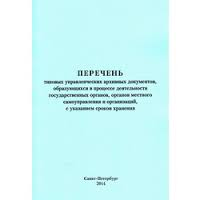 ПЕРЕЧЕНЬ
типовых управленческих архивных документов,
образующихся в процессе деятельности
государственных органов, органов местного
самоуправления и организаций,
с указанием сроков хранения
Санкт-Петербург
2014